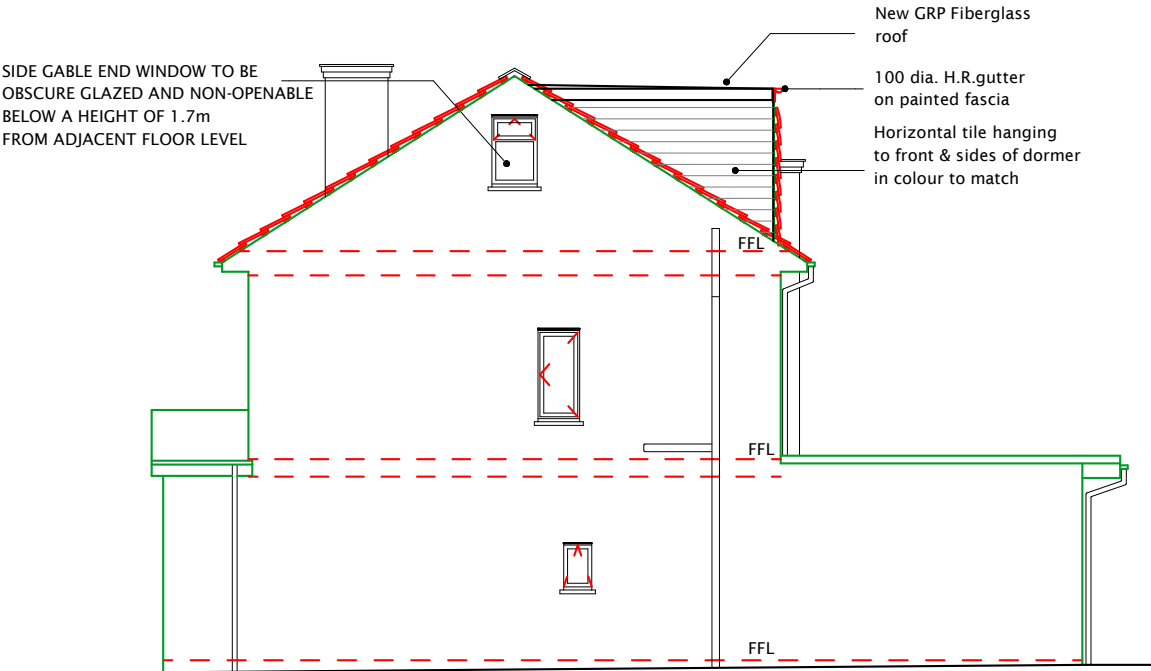 New GRP Fiberglass
roof
SIDE GABLE END WINDOW TO BE
OBSCURE GLAZED AND NON-OPENABLE
BELOW A HEIGHT OF 1.7m
FROM ADJACENT FLOOR LEVEL
100 dia. H.R.gutter
on painted fascia
Horizontal tile hanging
to front & sides of dormer
in colour to match
FFL
FFL
FFL